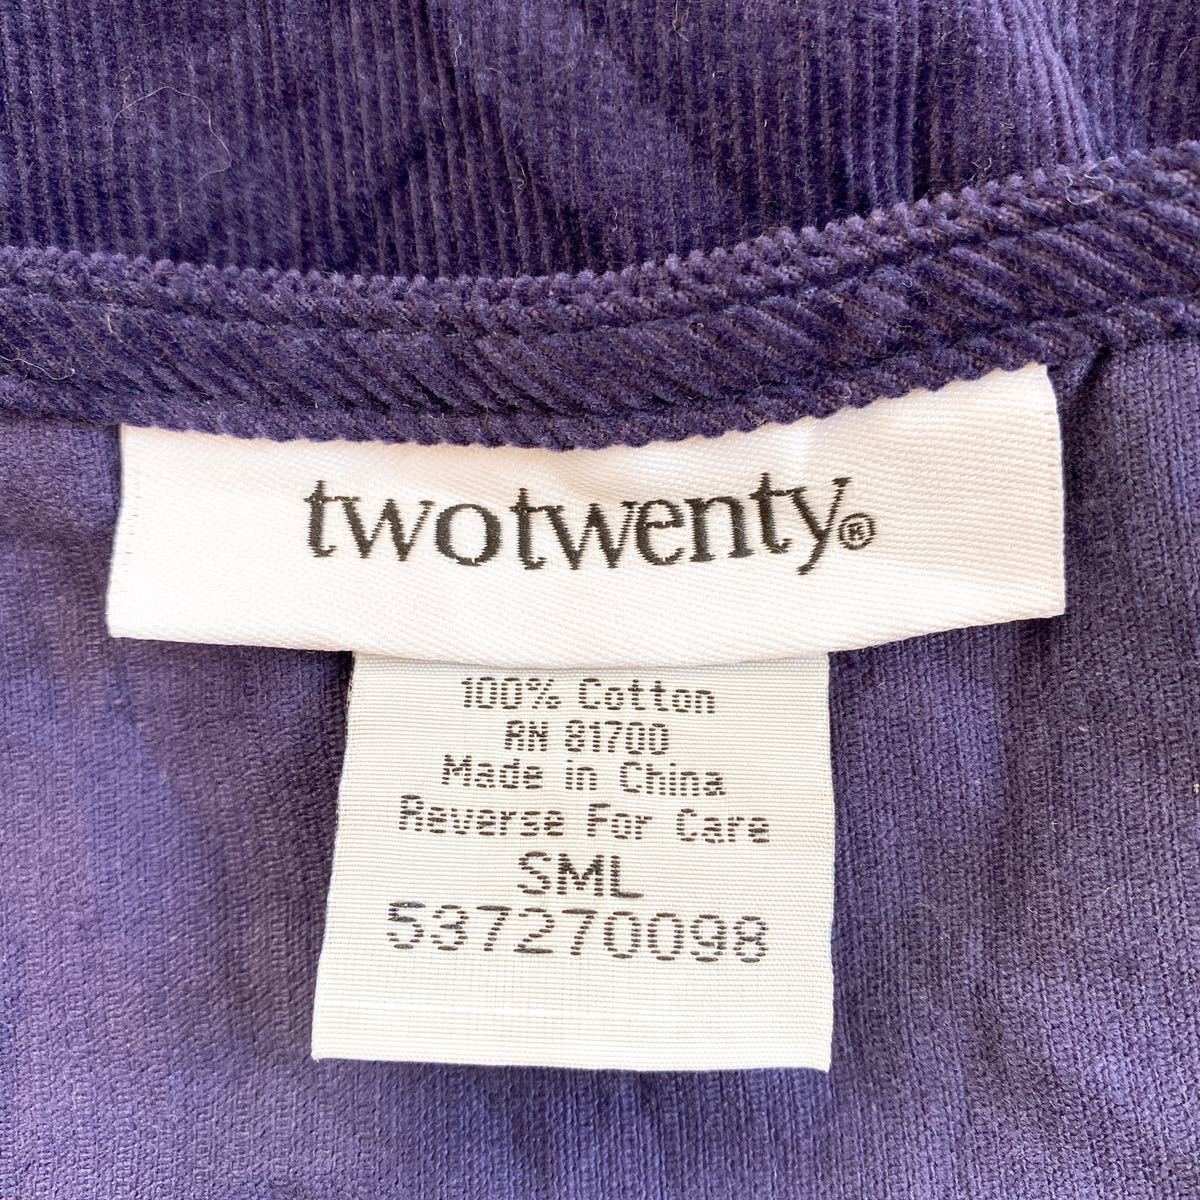 twotwenty®
100% Cotton
RN 81700
Made in China
Reverse For Care
SML
537270098